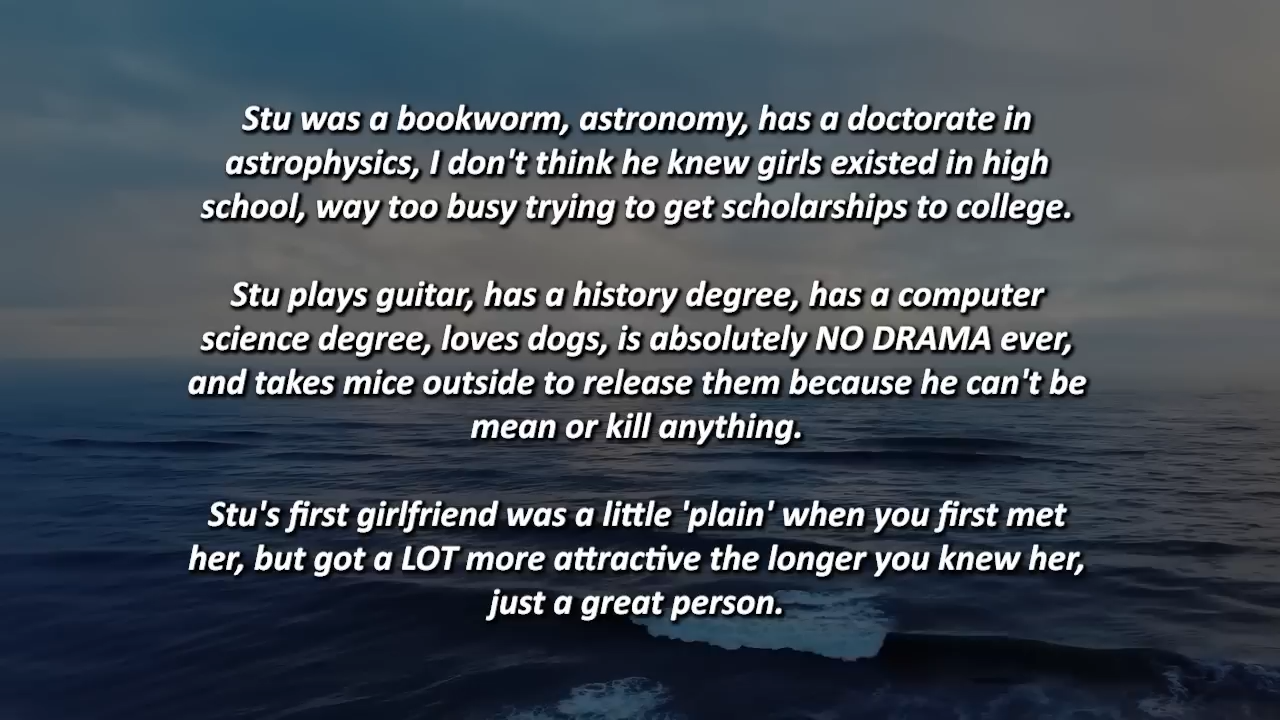 Stu was a bookworm, astronomy, has a doctorate in
astrophysics, I don't think he knew girls existed in high
school, way too busy trying to get scholarships to college.
Stu plays guitar, has a history degree, has a computer
science degree, loves dogs, is absolutely NO DRAMA ever,
and takes mice outside to release them because he can't be
mean or kill anything.
Stu's first girlfriend was a little 'plain' when you first met
her, but got a LOT more attractive the longer you knew her,
just a great person.